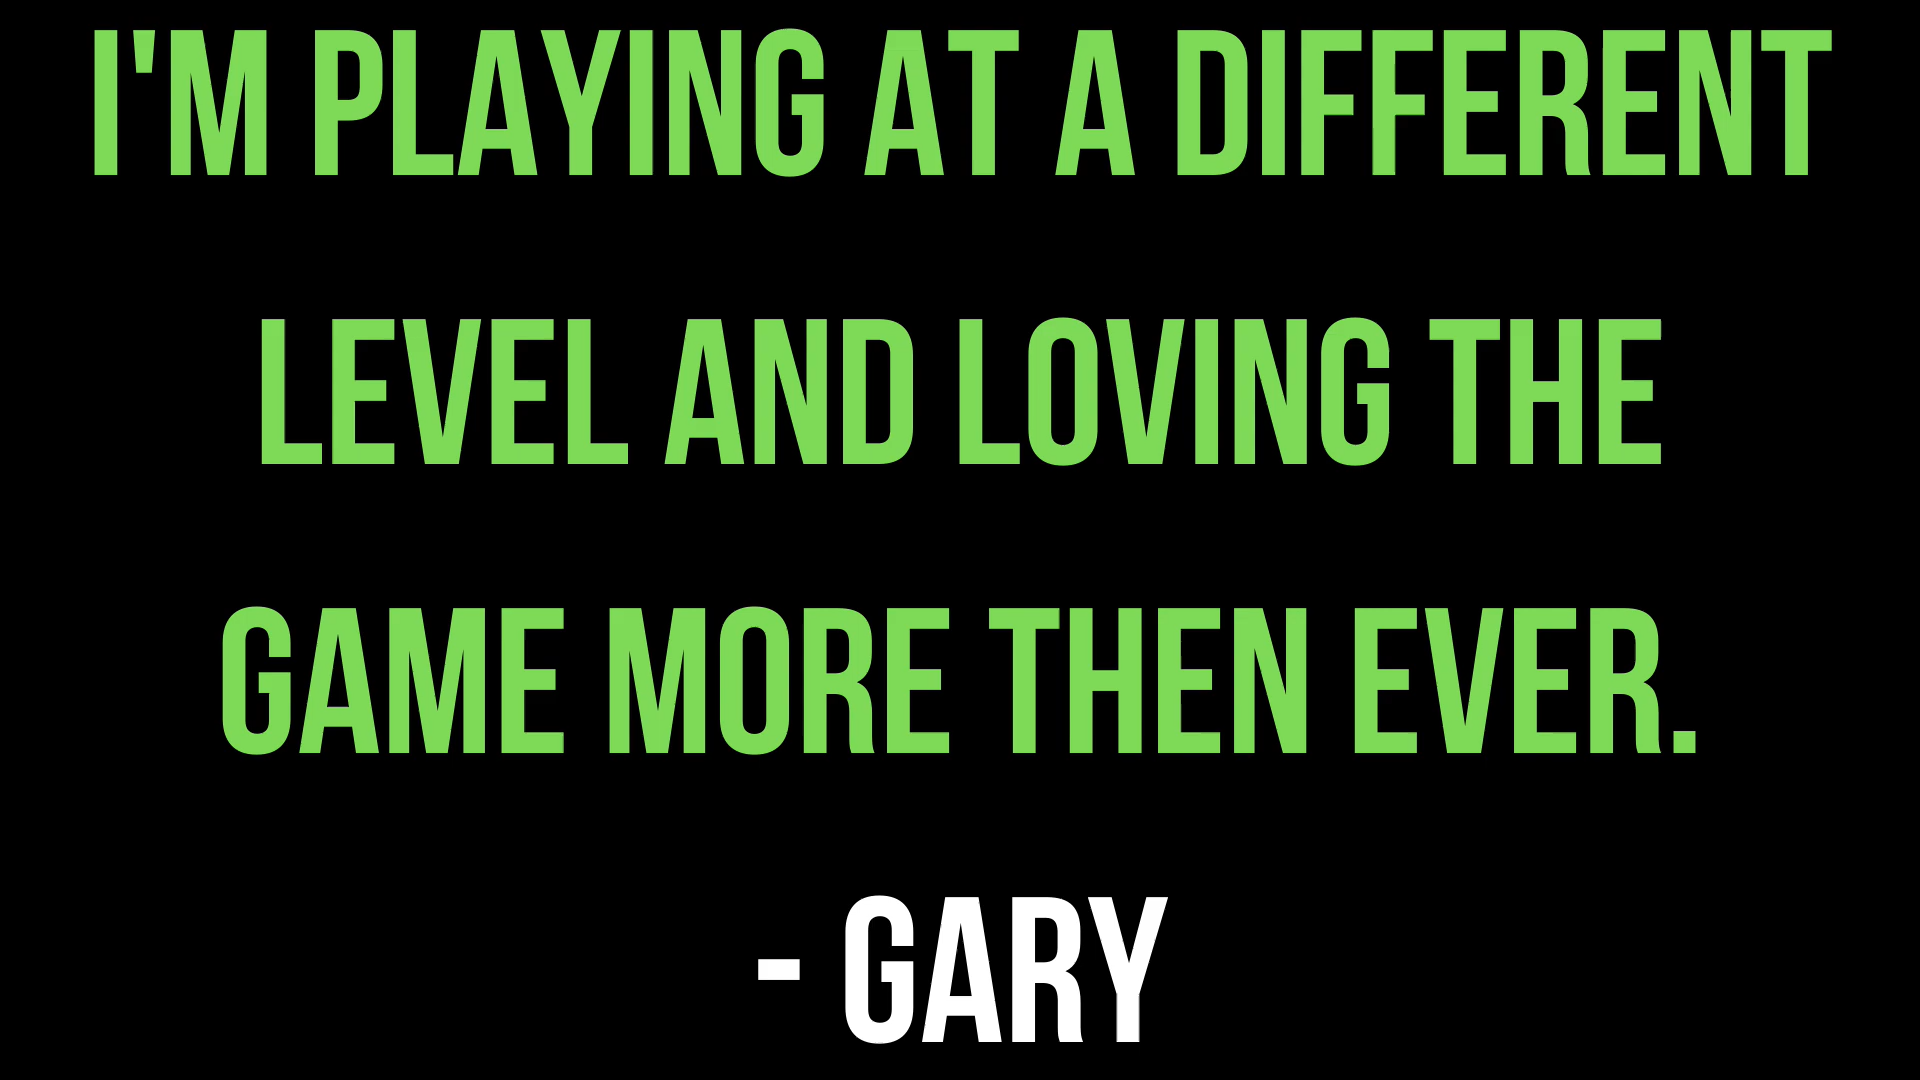 I'M PLAYING AT A DIFFERENT
LEVEL AND LOVING THE
GAME MORE THEN EVER.
- GARY